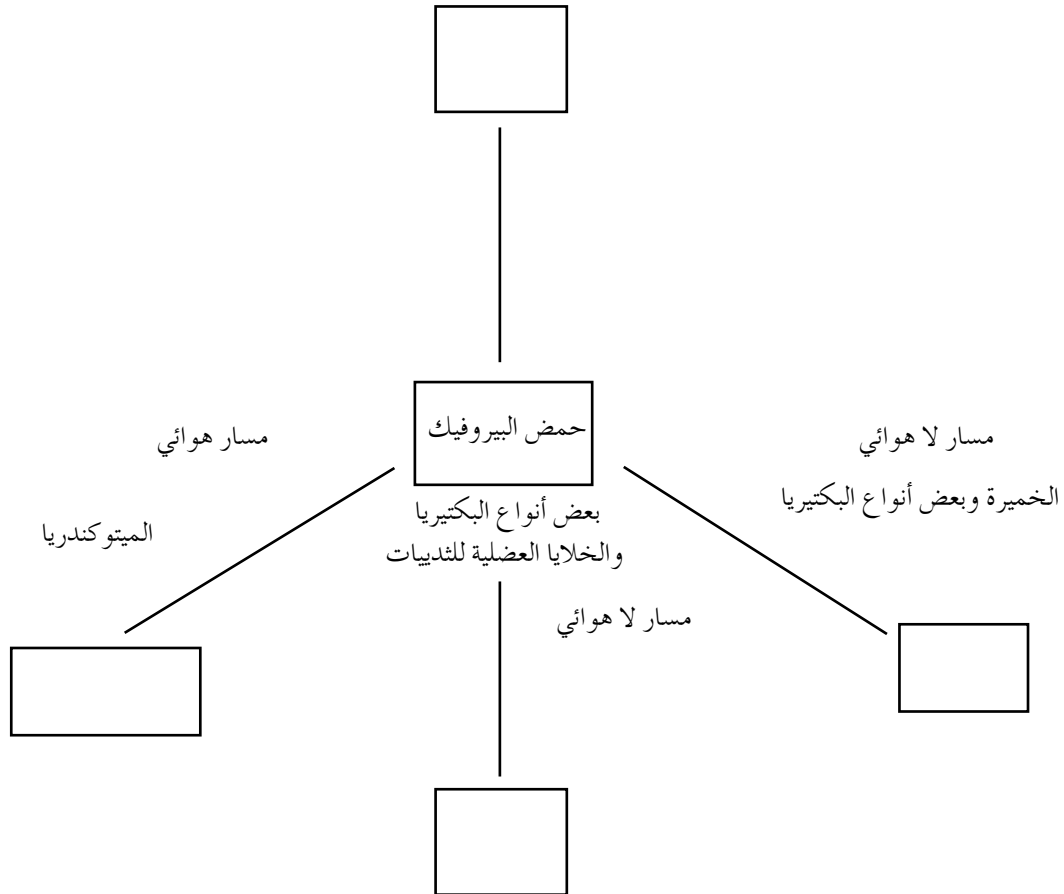 حمض البيروفيك
مسار لا هوائي
الخميرة وبعض أنواع البكتيريا
مسار هوائي
الميتوكندريا
بعض أنواع البكتيريا
والخلايا العضلية للثدييات
مسار لا هوائي